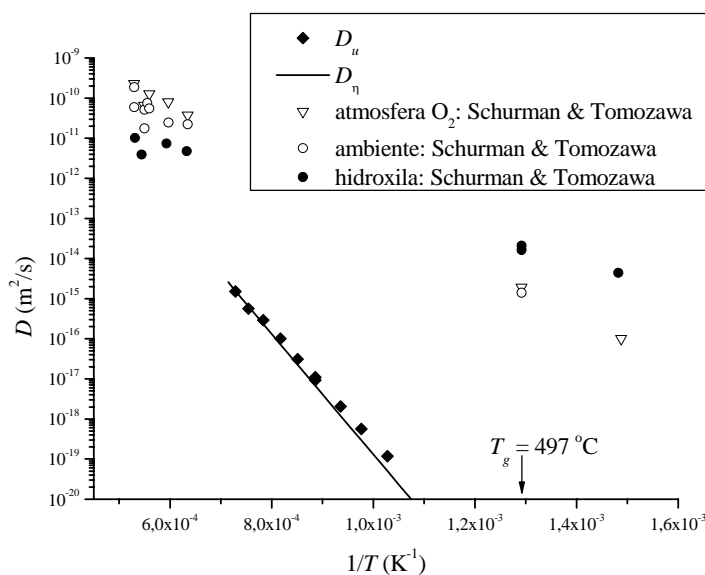 D_u
D_η
atmosfera O₂: Schurman & Tomozawa
ambiente: Schurman & Tomozawa
hidroxila: Schurman & Tomozawa
10⁻⁹
10⁻¹⁰
10⁻¹¹
10⁻¹²
10⁻¹³
10⁻¹⁴
10⁻¹⁵
10⁻¹⁶
10⁻¹⁷
10⁻¹⁸
10⁻¹⁹
10⁻²⁰
D (m²/s)
T_g = 497 °C
6,0x10⁻⁴ 8,0x10⁻⁴ 1,0x10⁻³ 1,2x10⁻³ 1,4x10⁻³ 1,6x10⁻³
1/T (K⁻¹)